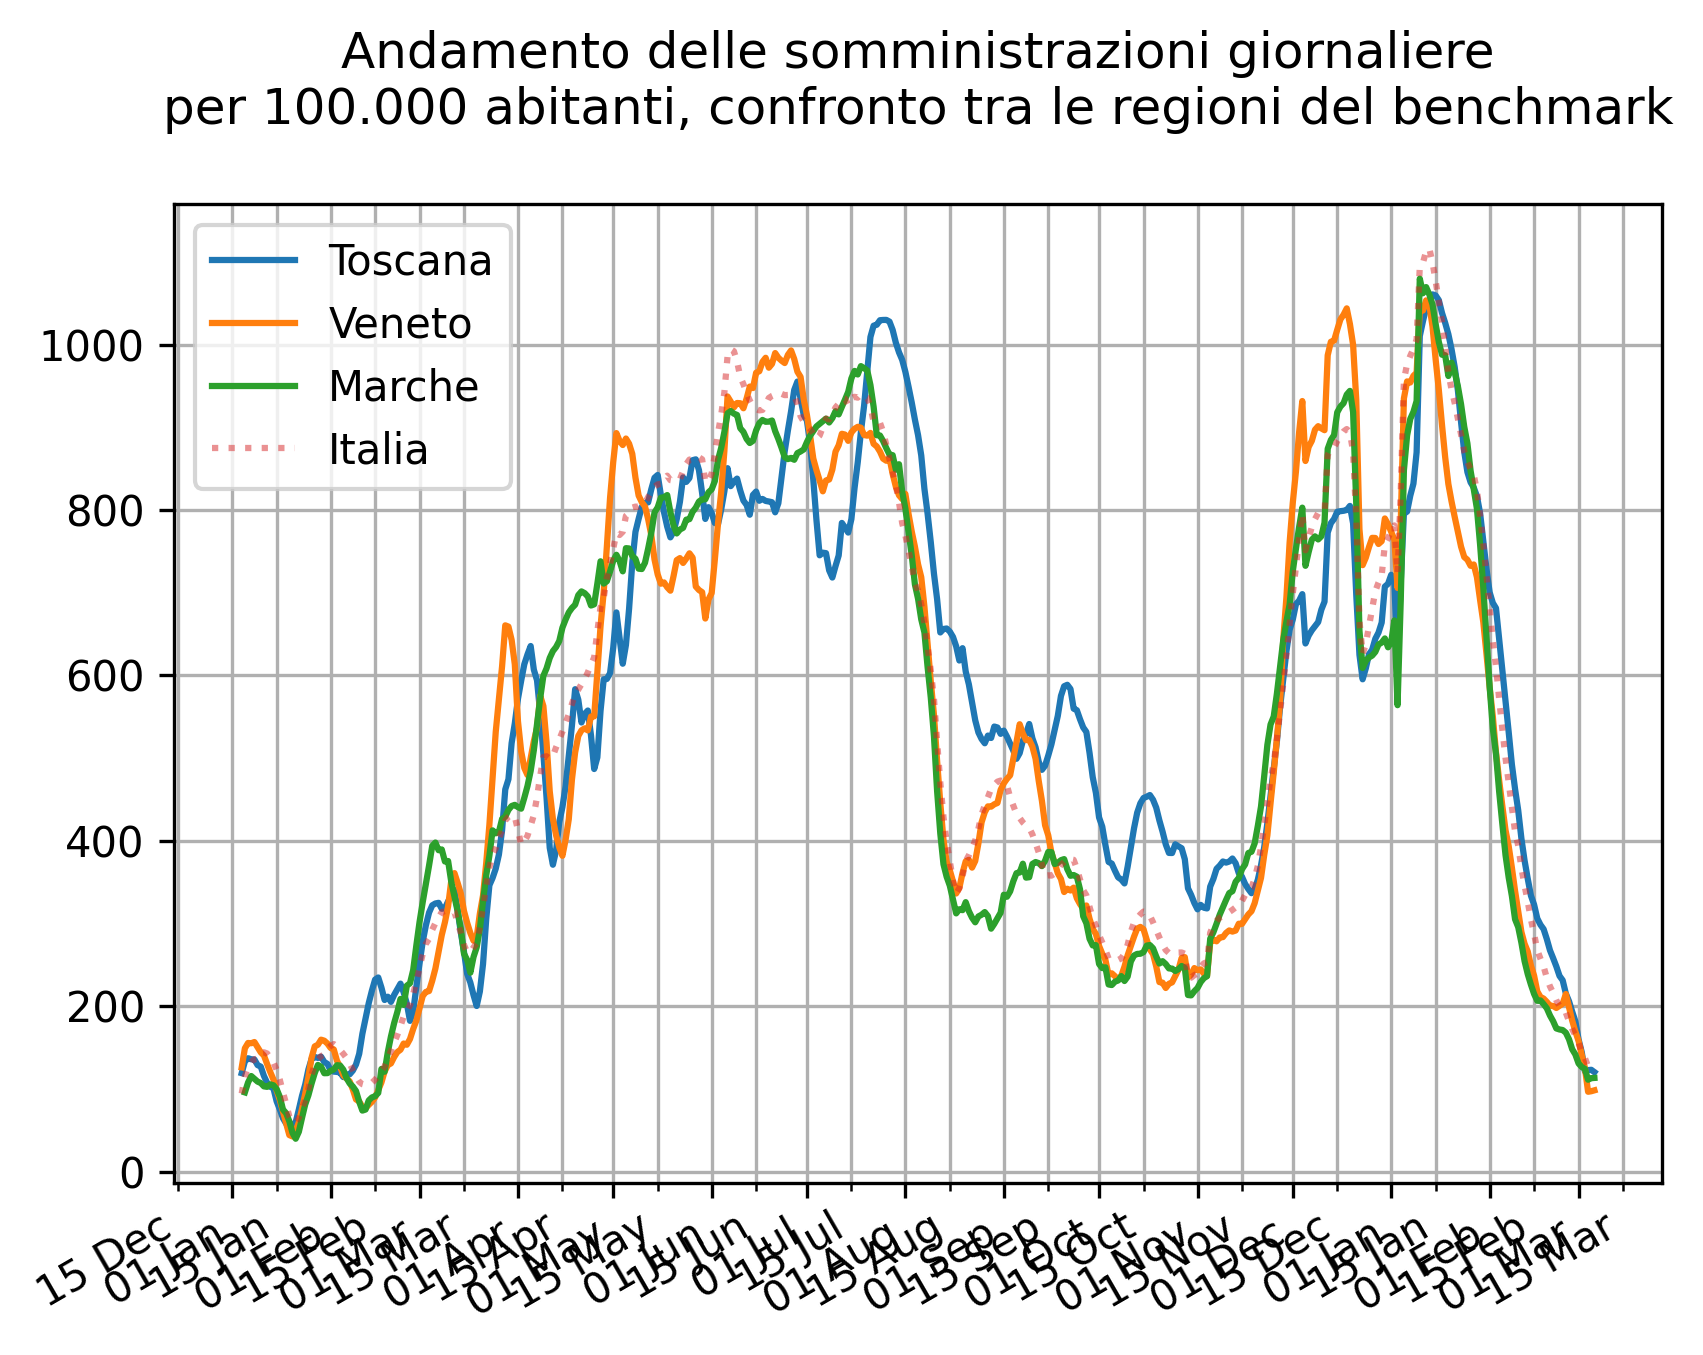 Andamento delle somministrazioni giornaliere
per 100.000 abitanti, confronto tra le regioni del benchmark
Toscana
Veneto
Marche
Italia
1000
800
600
400
200
0
15 Dec
01 Jan
15 Jan
01 Feb
15 Feb
01 Mar
15 Mar
01 Apr
15 Apr
01 May
15 May
01 Jun
15 Jun
01 Jul
15 Jul
01 Aug
15 Aug
01 Sep
15 Sep
01 Oct
15 Oct
01 Nov
15 Nov
01 Dec
15 Dec
01 Jan
15 Jan
01 Feb
15 Feb
01 Mar
15 Mar